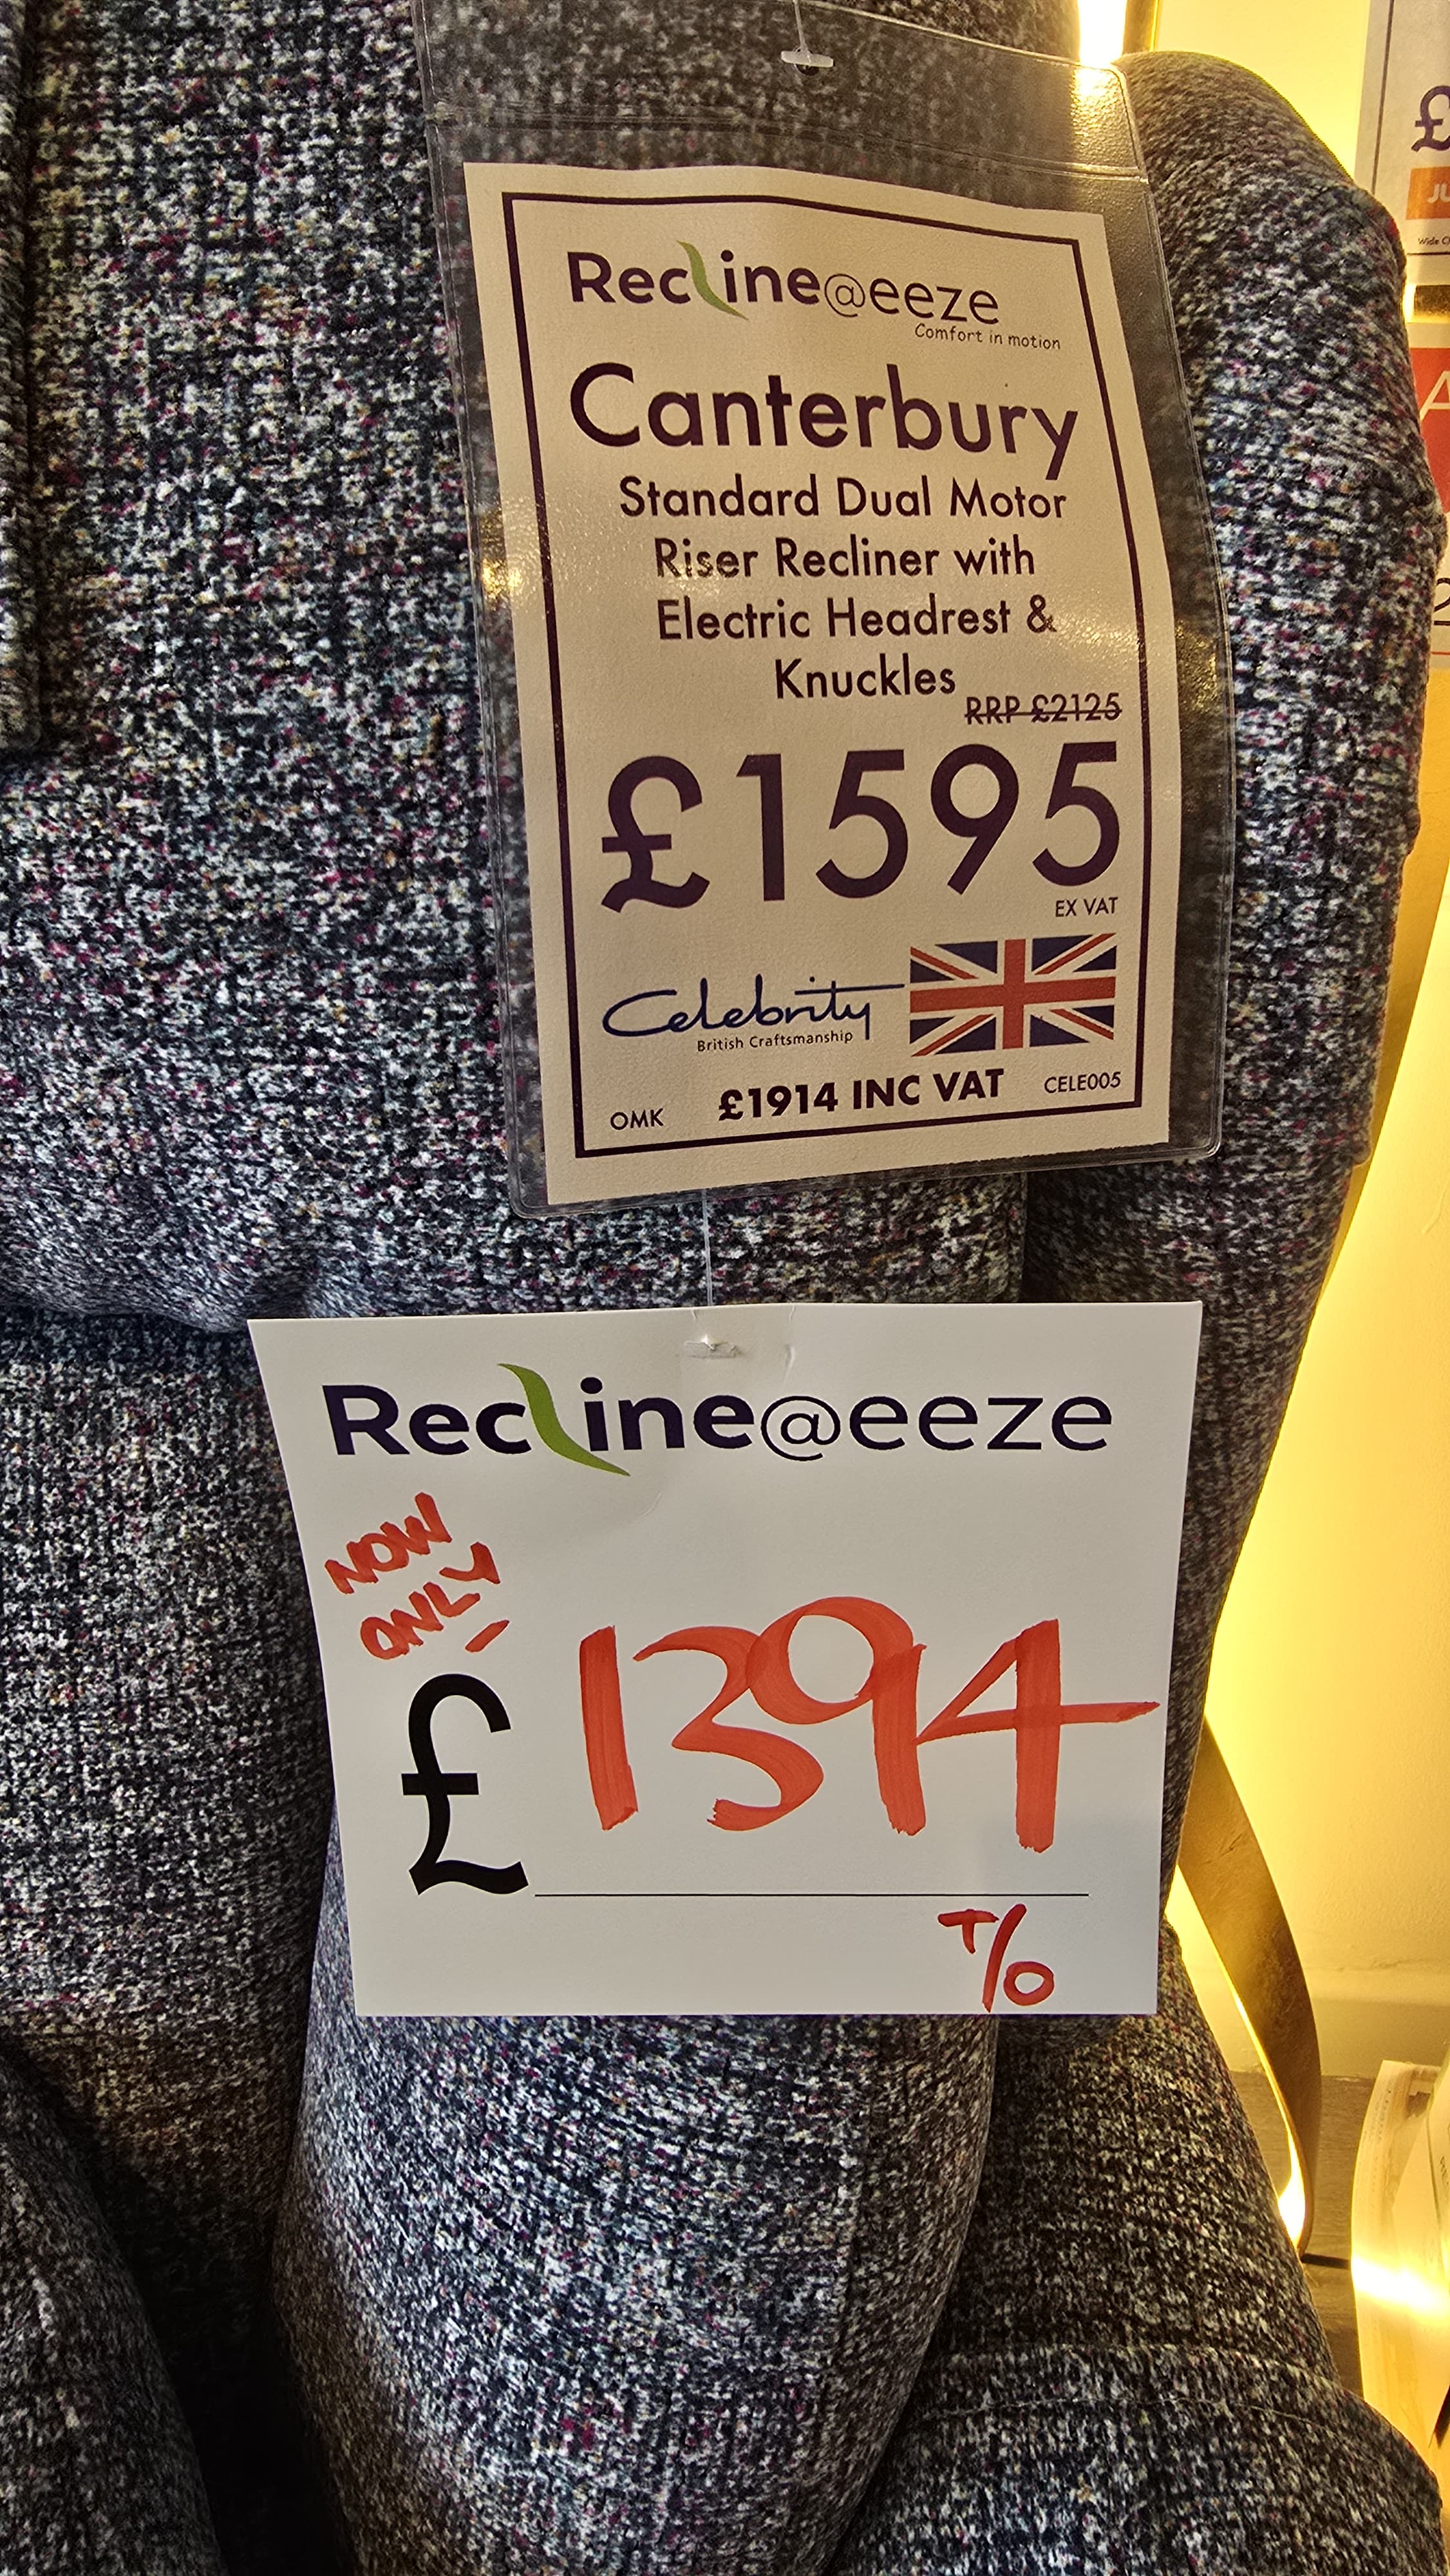 Recline@eeze
Comfort in motion
Canterbury
Standard Dual Motor
Riser Recliner with
Electric Headrest &
Knuckles
RRP £2125
£1595
EX VAT
Celebrity
British Craftsmanship
OMK £1914 INC VAT CELE005
Recline@eeze
NOW
ONLY
£1394
T/O
£